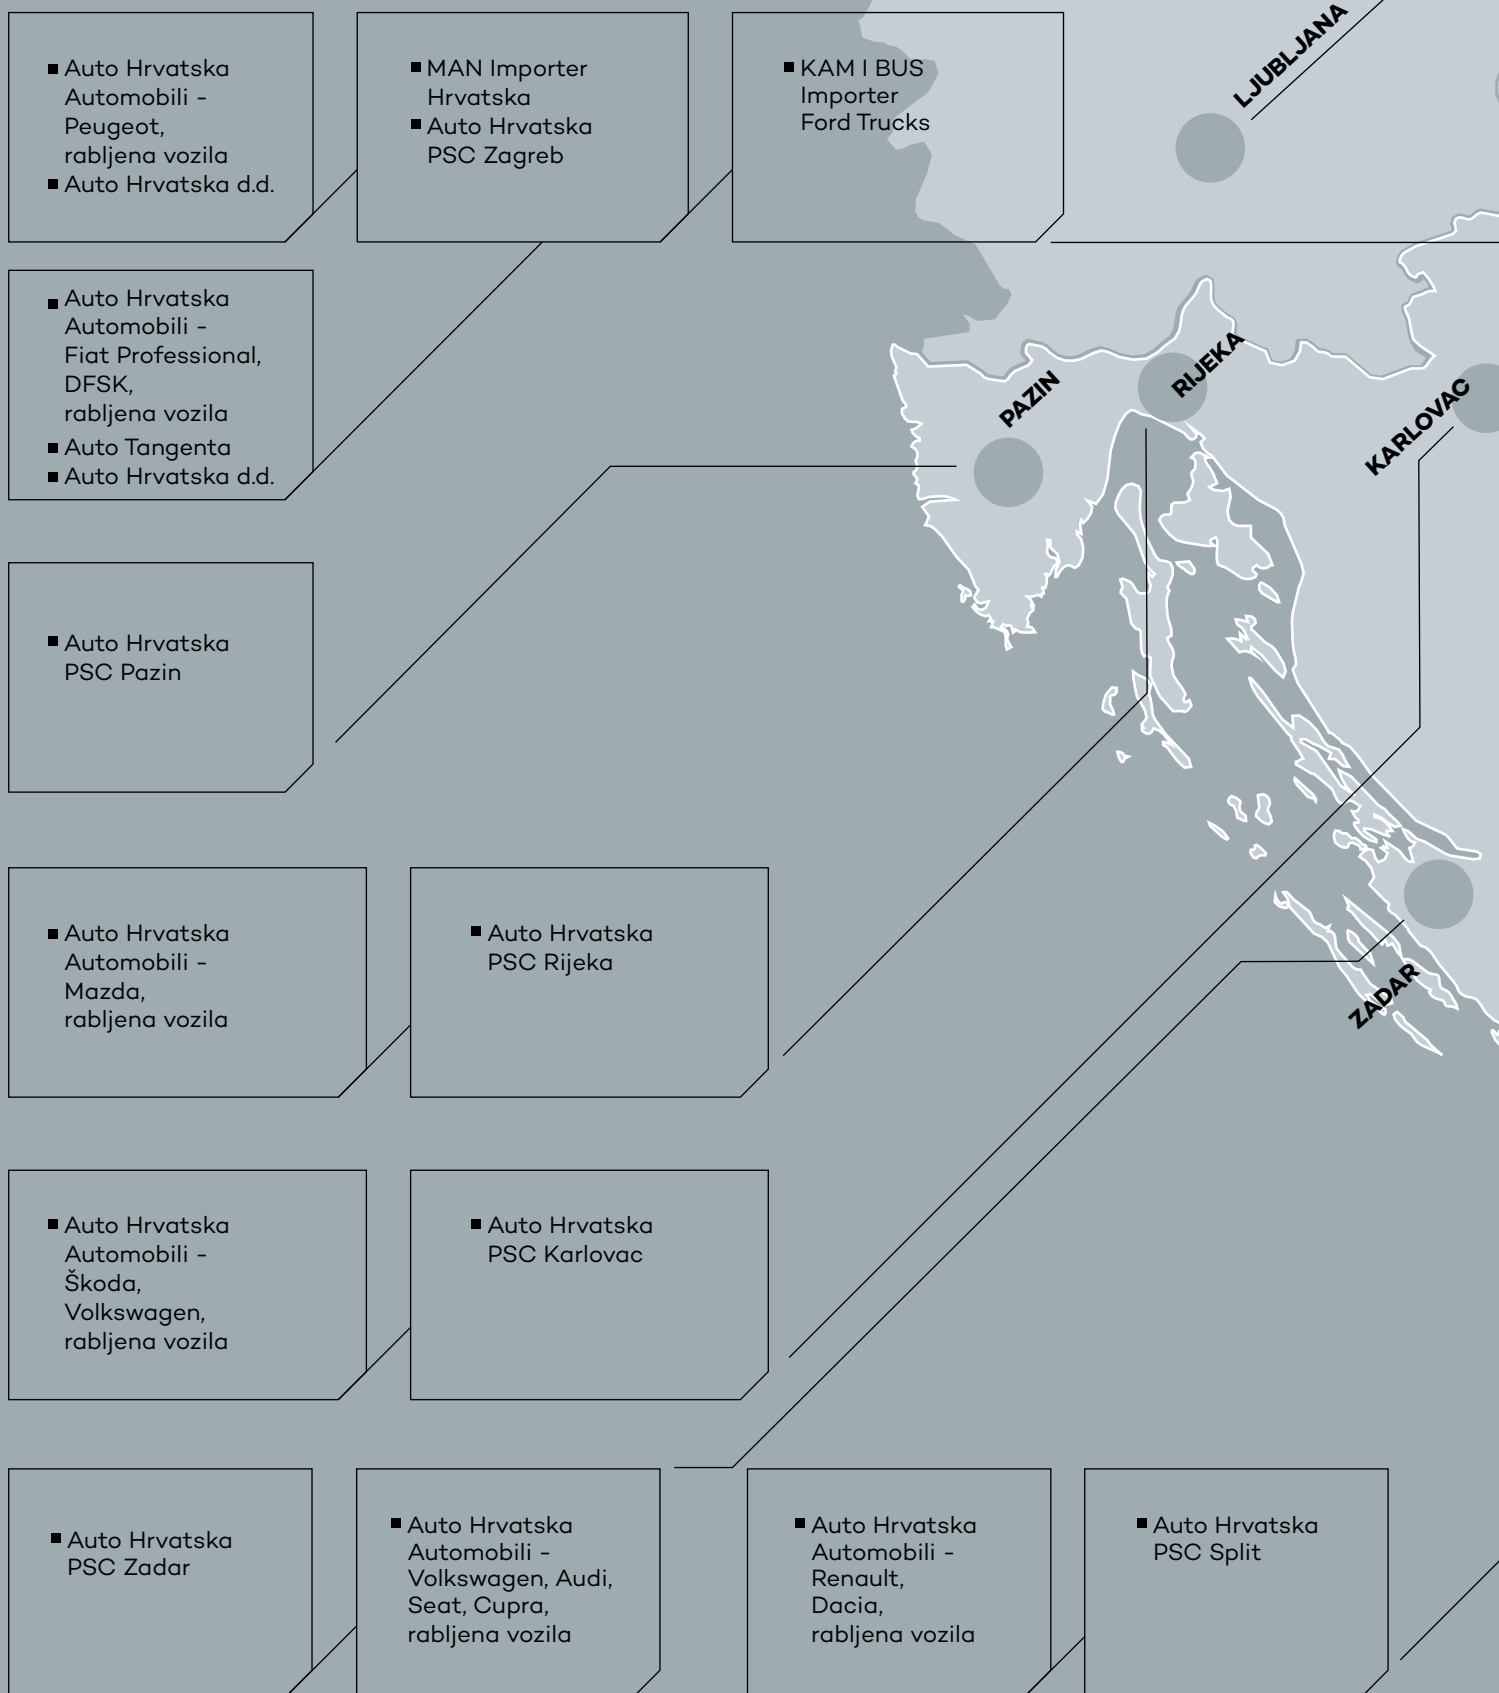 ■ Auto Hrvatska
Automobili -
Peugeot,
rabljena vozila
■ Auto Hrvatska d.d.
■ MAN Importer
Hrvatska
■ Auto Hrvatska
PSC Zagreb
■ KAM I BUS
Importer
Ford Trucks
LJUBLJANA
■ Auto Hrvatska
Automobili -
Fiat Professional,
DFSK,
rabljena vozila
■ Auto Tangenta
■ Auto Hrvatska d.d.
PAZIN
RIJEKA
KARLOVAC
■ Auto Hrvatska
PSC Pazin
■ Auto Hrvatska
Automobili -
Mazda,
rabljena vozila
■ Auto Hrvatska
PSC Rijeka
ZADAR
■ Auto Hrvatska
Automobili -
Škoda,
Volkswagen,
rabljena vozila
■ Auto Hrvatska
PSC Karlovac
■ Auto Hrvatska
PSC Zadar
■ Auto Hrvatska
Automobili -
Volkswagen, Audi,
Seat, Cupra,
rabljena vozila
■ Auto Hrvatska
Automobili -
Renault,
Dacia,
rabljena vozila
■ Auto Hrvatska
PSC Split